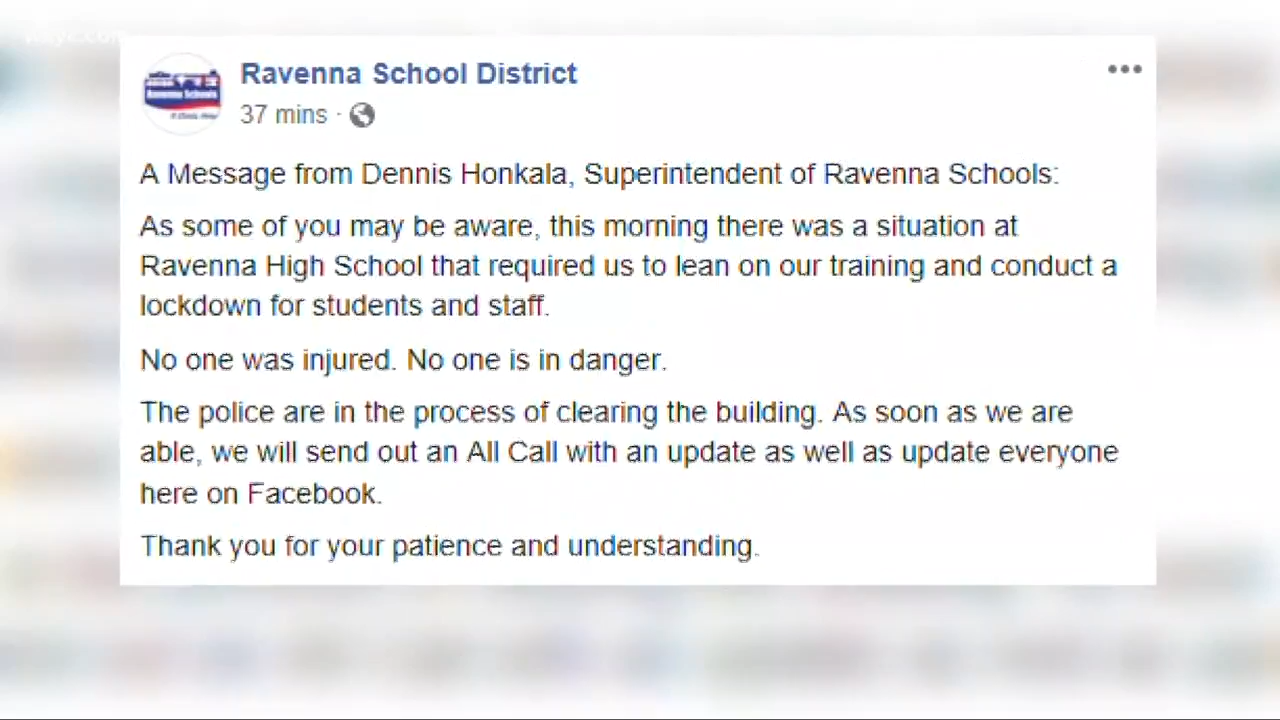 Ravenna School District
37 mins ·
A Message from Dennis Honkala, Superintendent of Ravenna Schools:
As some of you may be aware, this morning there was a situation at
Ravenna High School that required us to lean on our training and conduct a
lockdown for students and staff.
No one was injured. No one is in danger.
The police are in the process of clearing the building. As soon as we are
able, we will send out an All Call with an update as well as update everyone
here on Facebook.
Thank you for your patience and understanding.
Ravenna Schools